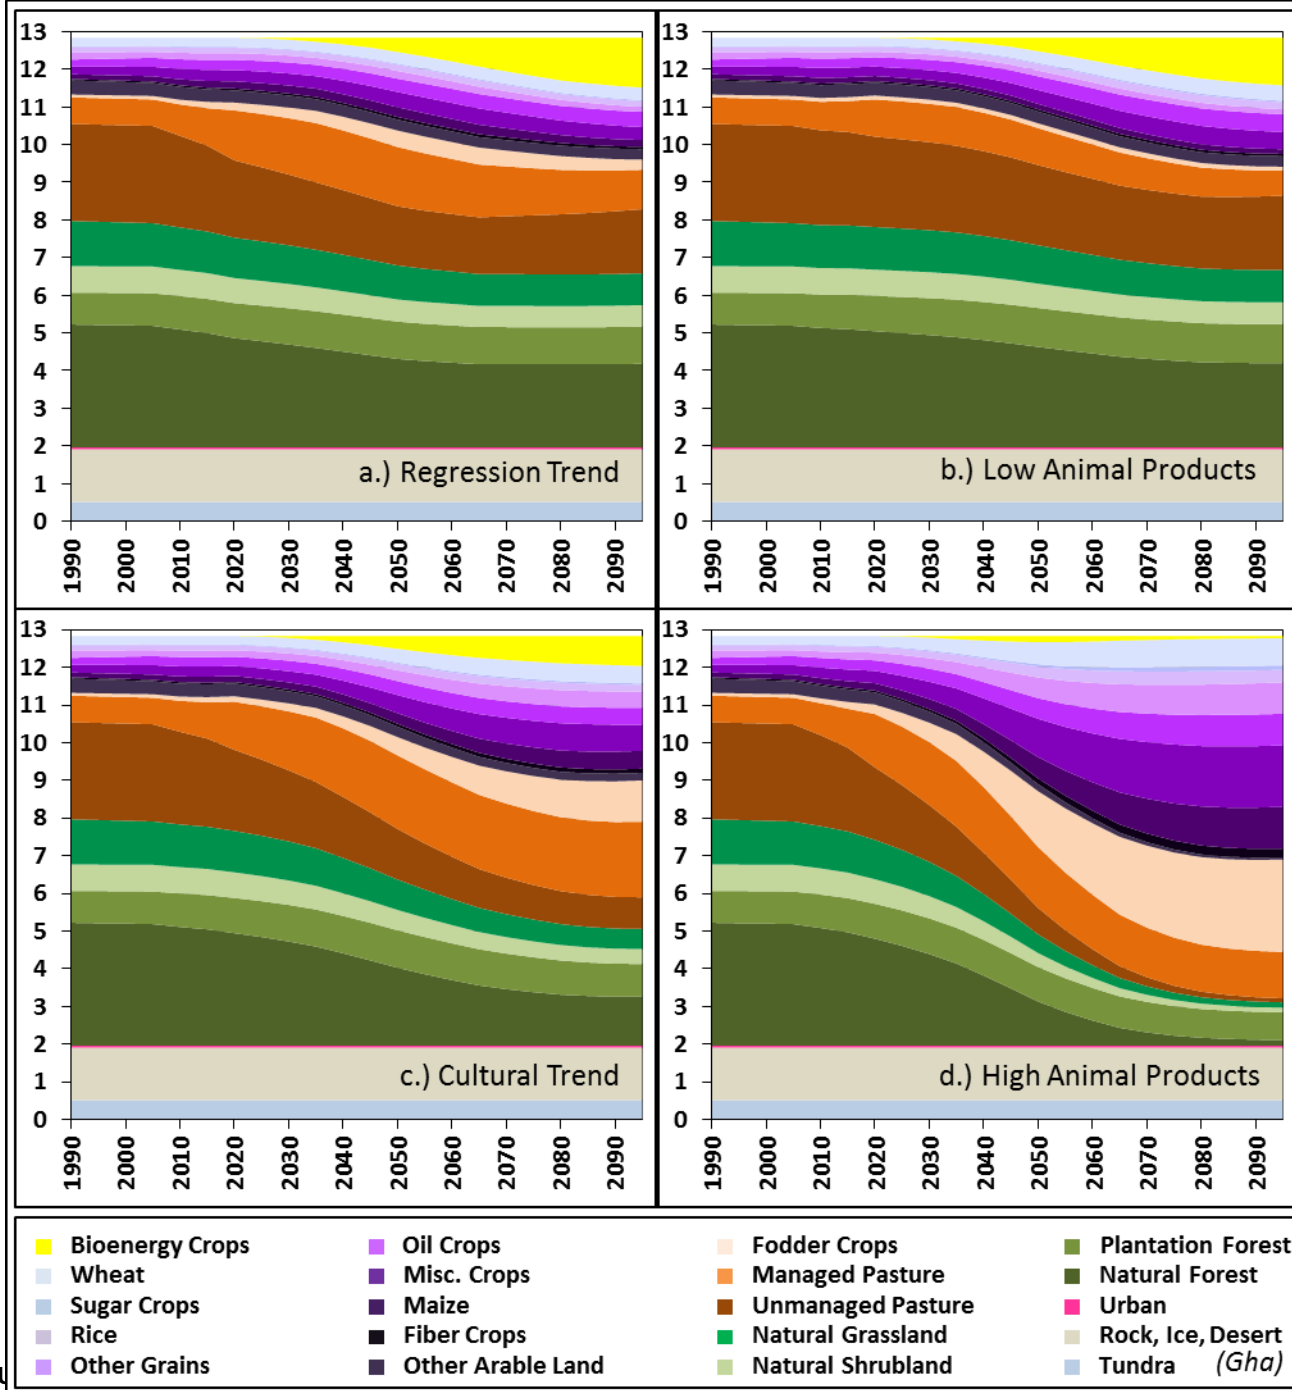 13
12
11
10
9
8
7
6
5
4
3
2
1
0
a.) Regression Trend
1990 2000 2010 2020 2030 2040 2050 2060 2070 2080 2090
13
12
11
10
9
8
7
6
5
4
3
2
1
0
b.) Low Animal Products
1990 2000 2010 2020 2030 2040 2050 2060 2070 2080 2090
13
12
11
10
9
8
7
6
5
4
3
2
1
0
c.) Cultural Trend
1990 2000 2010 2020 2030 2040 2050 2060 2070 2080 2090
13
12
11
10
9
8
7
6
5
4
3
2
1
0
d.) High Animal Products
1990 2000 2010 2020 2030 2040 2050 2060 2070 2080 2090
Bioenergy Crops
Wheat
Sugar Crops
Rice
Other Grains
Oil Crops
Misc. Crops
Maize
Fiber Crops
Other Arable Land
Fodder Crops
Managed Pasture
Unmanaged Pasture
Natural Grassland
Natural Shrubland
Plantation Forest
Natural Forest
Urban
Rock, Ice, Desert
Tundra (Gha)